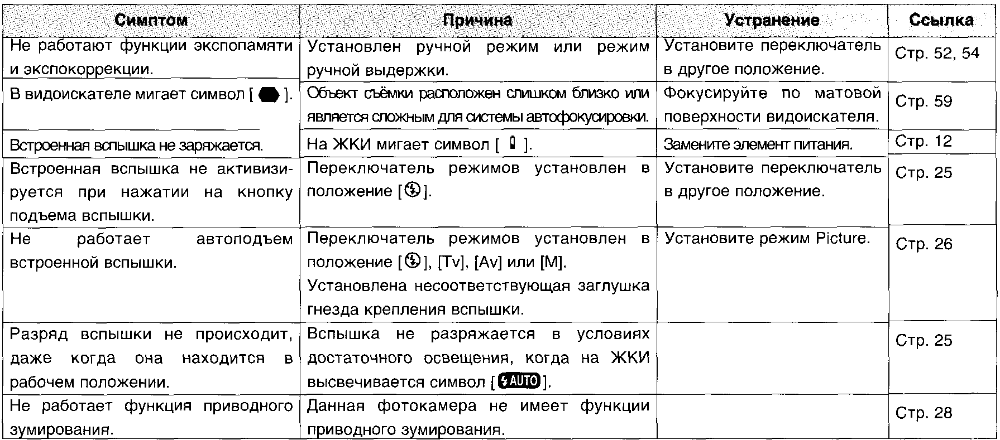 Симптом Причина Устранение Ссылка
Не работают функции экспопамяти
и экспокоррекции.
Установлен ручной режим или режим
ручной выдержки.
Установите переключатель
в другое положение.
Стр. 52, 54
В видоискателе мигает символ [ ⬣ ].
Объект съёмки расположен слишком близко или
является сложным для системы автофокусировки.
Фокусируйте по матовой
поверхности видоискателя.
Стр. 59
Встроенная вспышка не заряжается.
На ЖКИ мигает символ [ ].
Замените элемент питания.
Стр. 12
Встроенная вспышка не активизи-
руется при нажатии на кнопку
подъема вспышки.
Переключатель режимов установлен в
положение [ ].
Установите переключатель
в другое положение.
Стр. 25
Не работает автоподъем
встроенной вспышки.
Переключатель режимов установлен в
положение [ ], [Tv], [Av] или [M].
Установлена несоответствующая заглушка
гнезда крепления вспышки.
Установите режим Picture.
Стр. 26
Разряд вспышки не происходит,
даже когда она находится в
рабочем положении.
Вспышка не разряжается в условиях
достаточного освещения, когда на ЖКИ
высвечивается символ [ AUTO ].
Стр. 25
Не работает функция приводного
зумирования.
Данная фотокамера не имеет функции
приводного зумирования.
Стр. 28